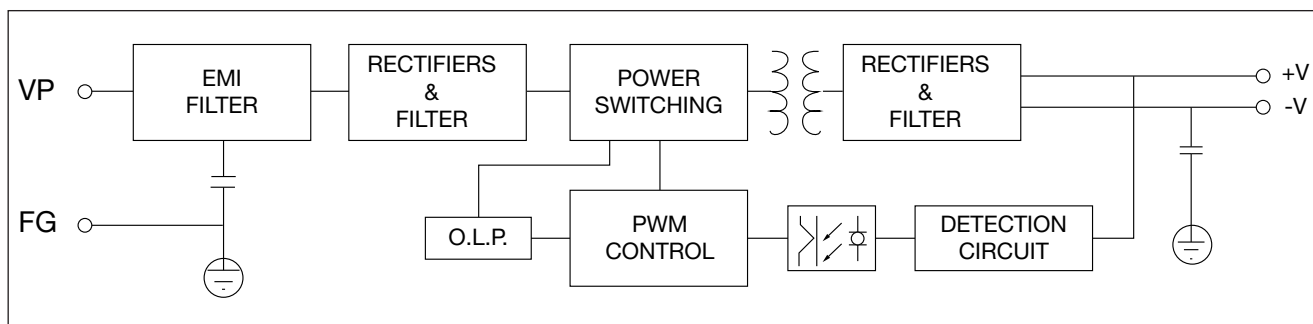 VP
EMI
FILTER
RECTIFIERS
&
FILTER
POWER
SWITCHING
RECTIFIERS
&
FILTER
+V
-V
FG
O.L.P.
PWM
CONTROL
DETECTION
CIRCUIT